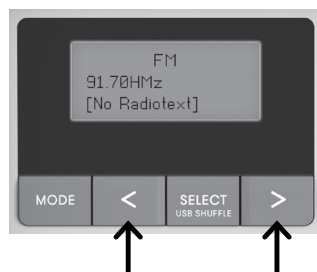 FM
91.70HMz
[No Radiotext]
MODE < SELECT >
USB SHUFFLE